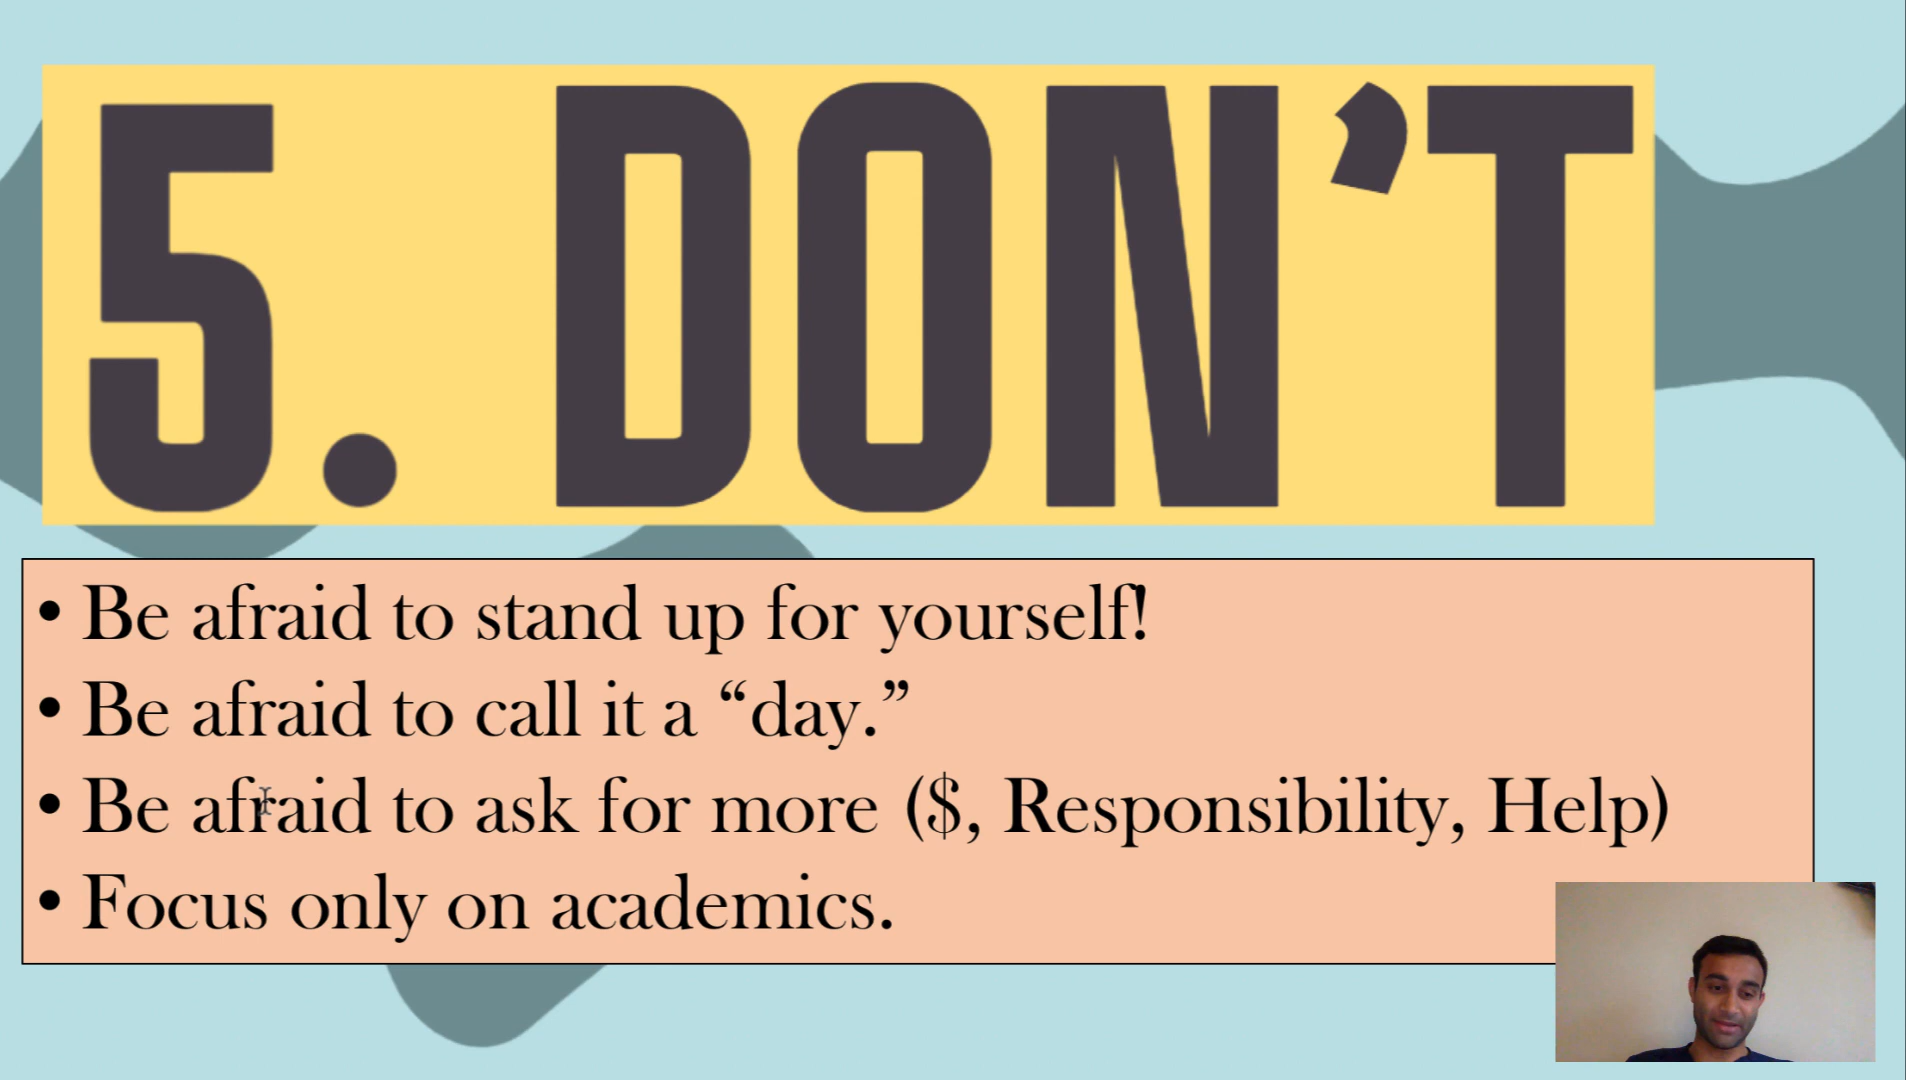 5. DON’T
• Be afraid to stand up for yourself!
• Be afraid to call it a “day.”
• Be afraid to ask for more ($, Responsibility, Help)
• Focus only on academics.